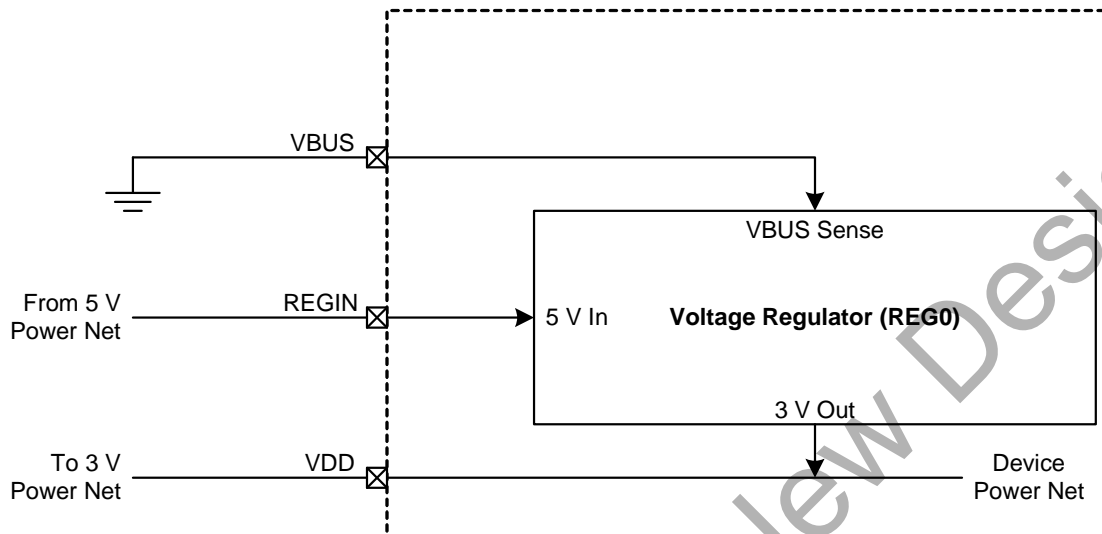 VBUS
VBUS Sense
From 5 V
Power Net
REGIN
5 V In
Voltage Regulator (REG0)
3 V Out
To 3 V
Power Net
VDD
Device
Power Net
New